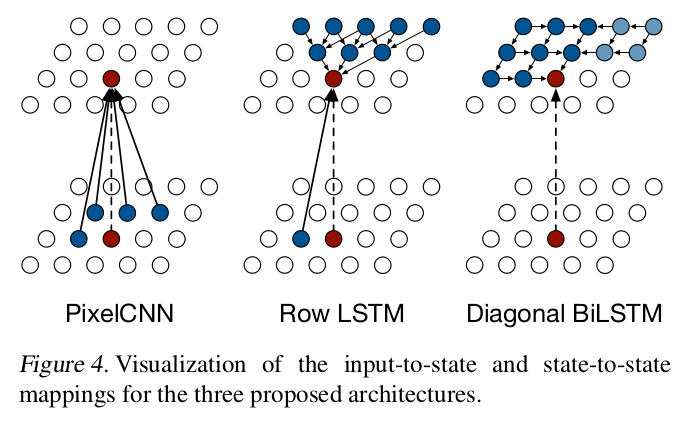 PixelCNN Row LSTM Diagonal BiLSTM
Figure 4. Visualization of the input-to-state and state-to-state
mappings for the three proposed architectures.